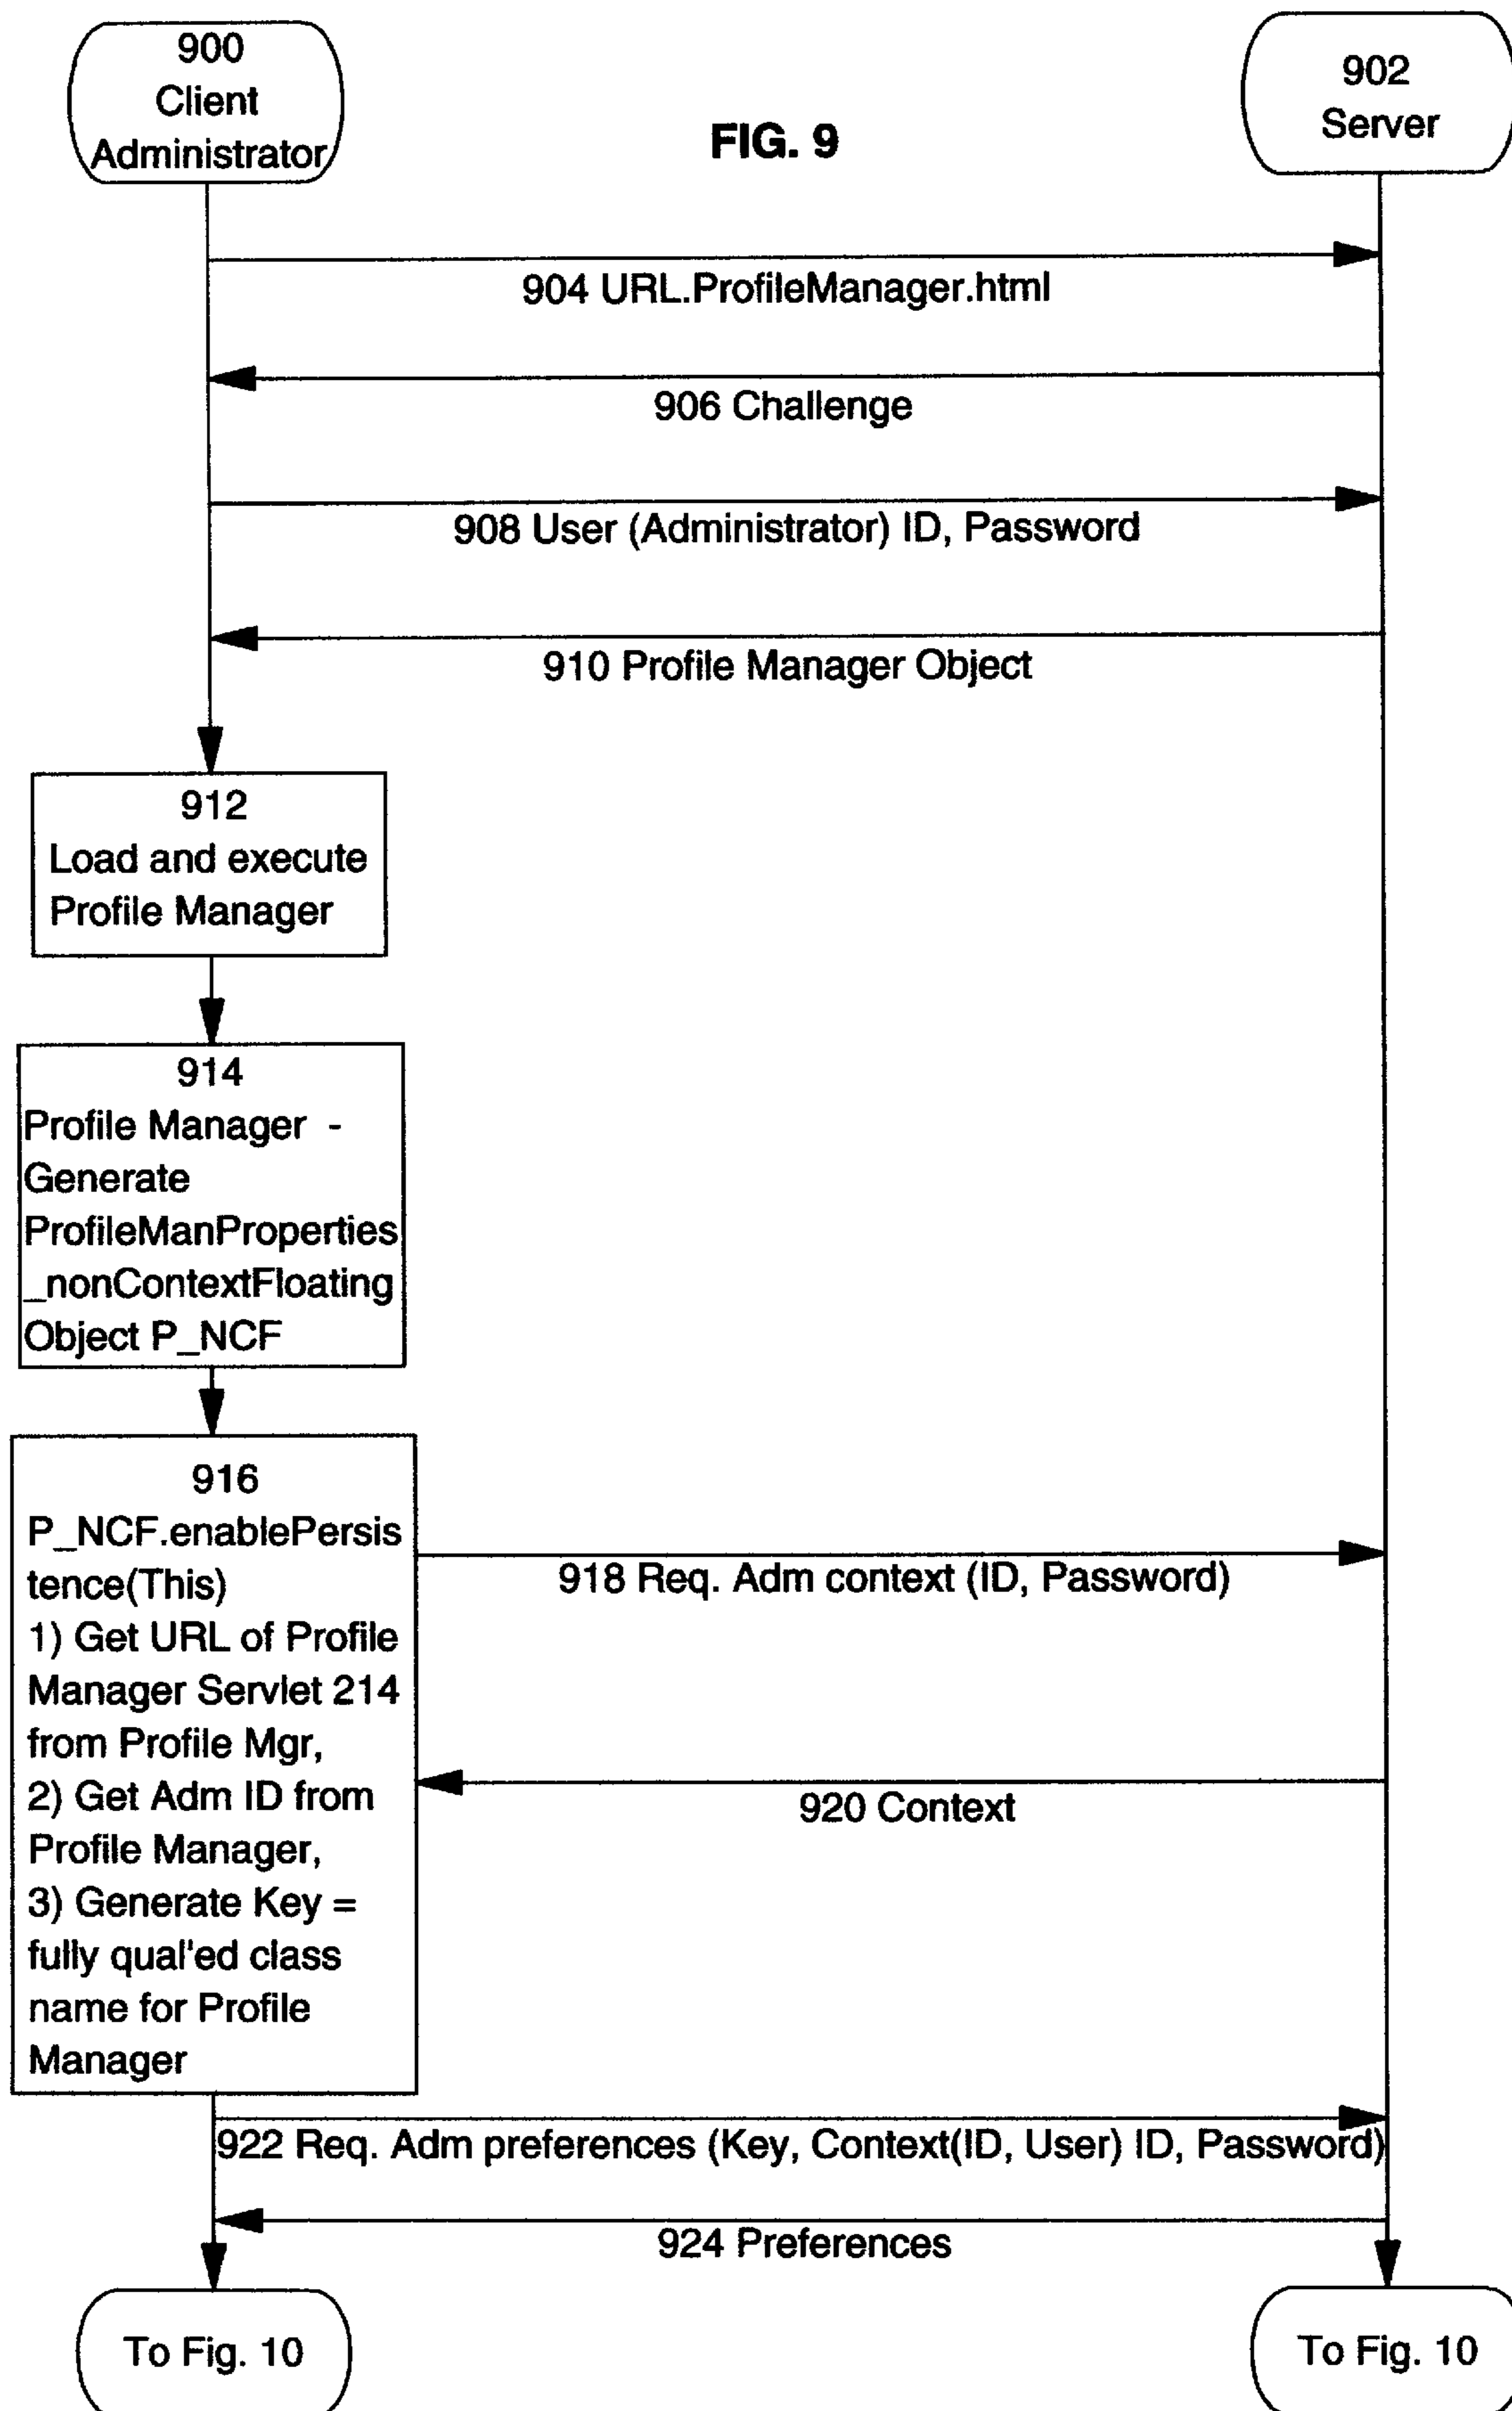 900
Client
Administrator
FIG. 9
902
Server
904 URL.ProfileManager.html
906 Challenge
908 User (Administrator) ID, Password
910 Profile Manager Object
912
Load and execute
Profile Manager
914
Profile Manager -
Generate
ProfileManProperties
_nonContextFloating
Object P_NCF
916
P_NCF.enablePersis
tence(This)
1) Get URL of Profile
Manager Servlet 214
from Profile Mgr,
2) Get Adm ID from
Profile Manager,
3) Generate Key =
fully qual'ed class
name for Profile
Manager
918 Req. Adm context (ID, Password)
920 Context
922 Req. Adm preferences (Key, Context(ID, User) ID, Password)
924 Preferences
To Fig. 10
To Fig. 10